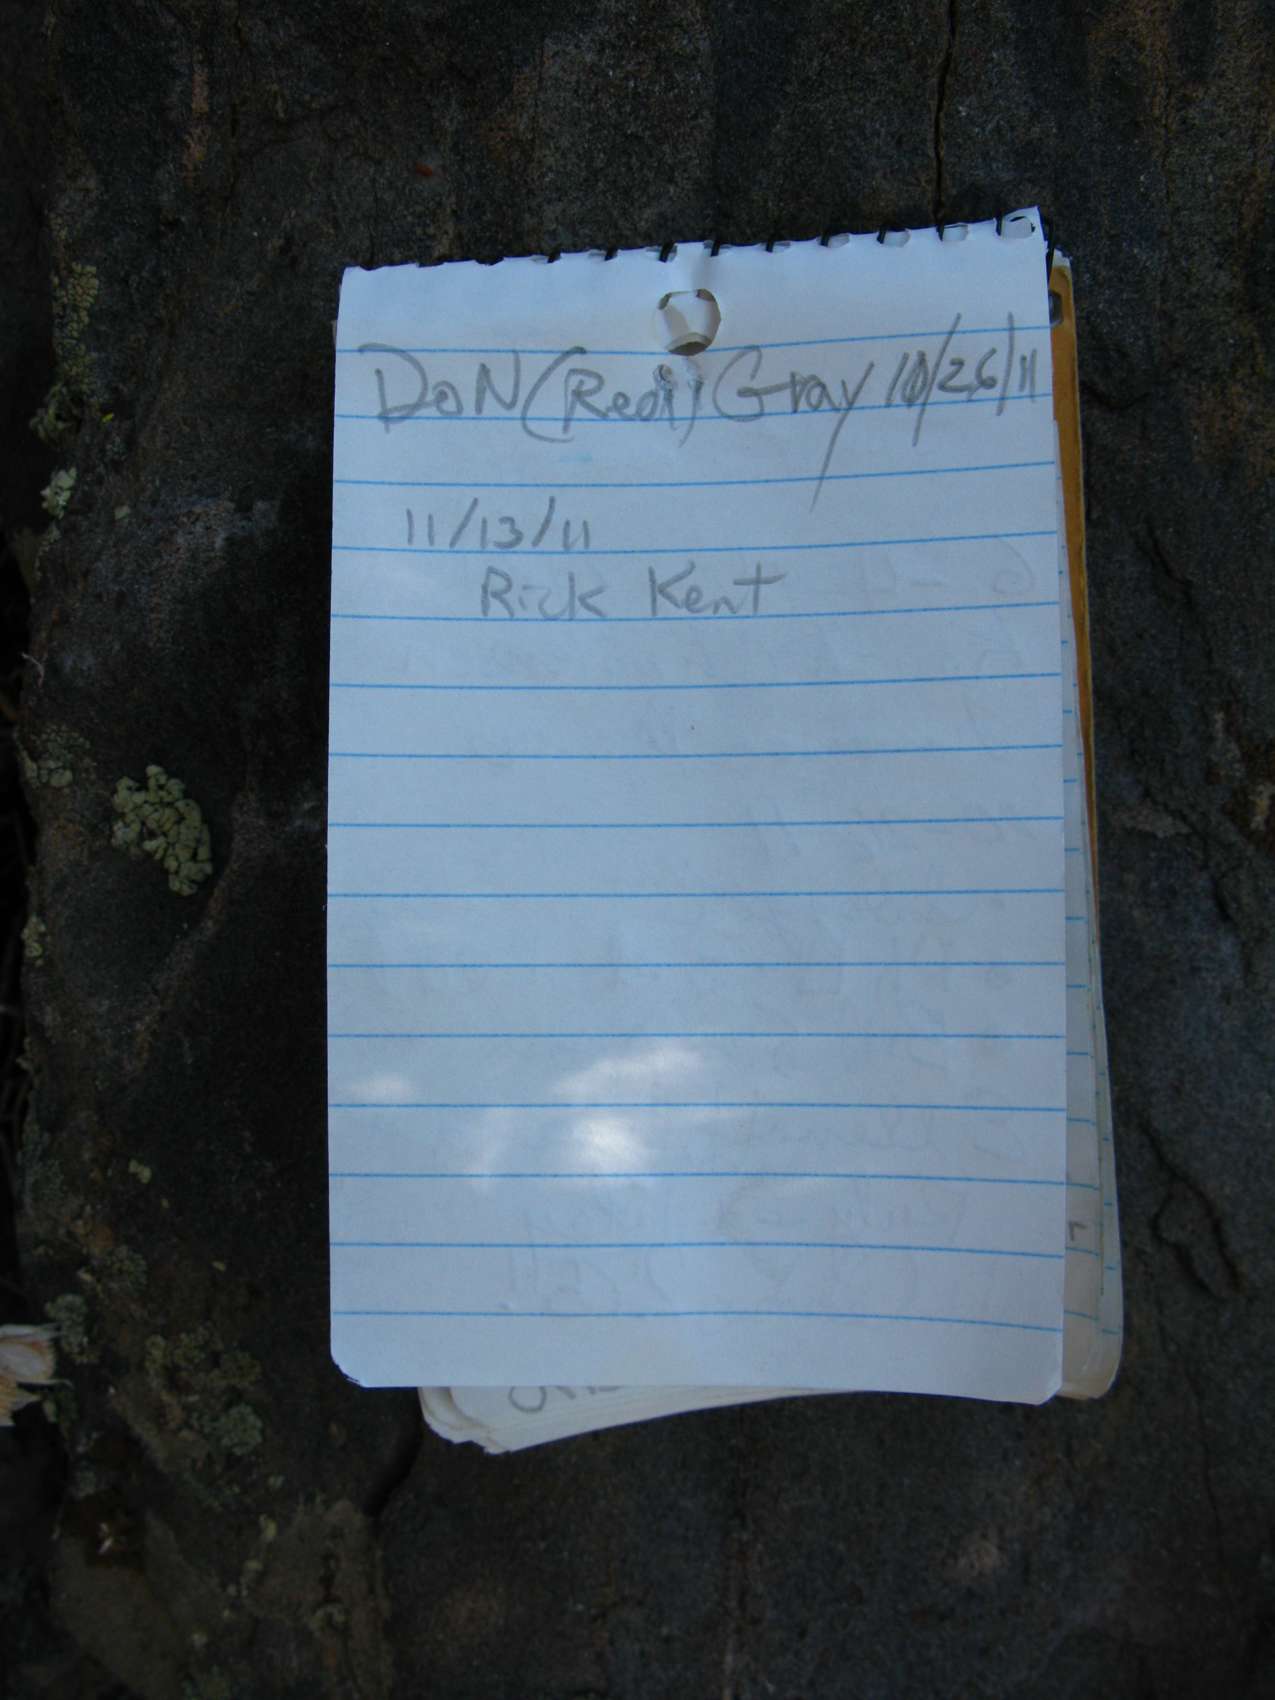 DoN (Red) Gray 10/26/11
11/13/11
Rick Kent